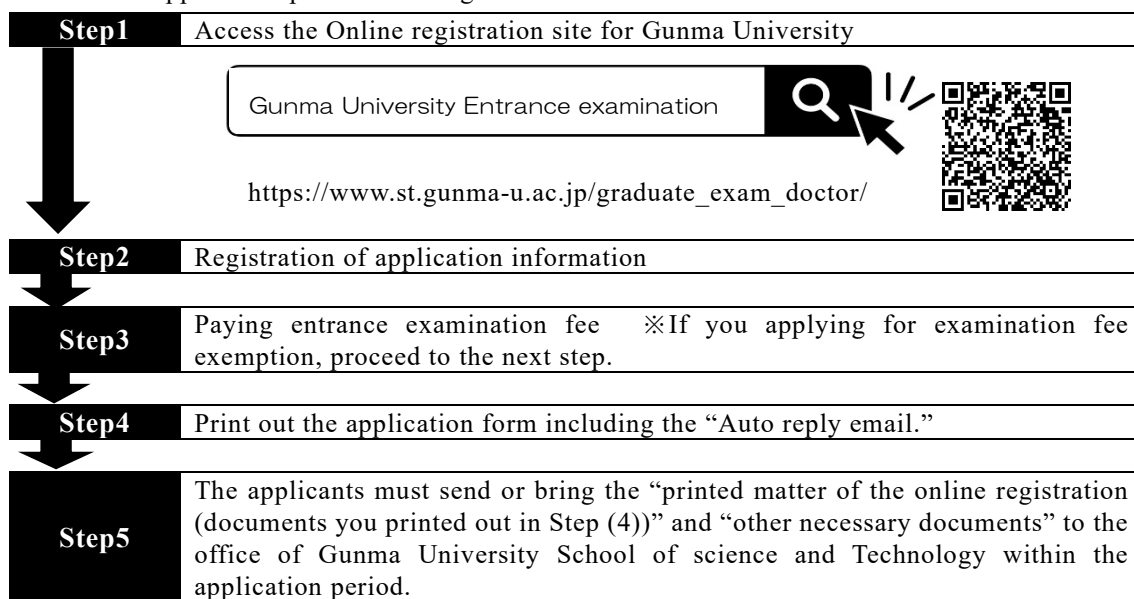 Step1 Access the Online registration site for Gunma University
Gunma University Entrance examination
https://www.st.gunma-u.ac.jp/graduate_exam_doctor/
Step2 Registration of application information
Step3 Paying entrance examination fee ※If you applying for examination fee
exemption, proceed to the next step.
Step4 Print out the application form including the “Auto reply email.”
The applicants must send or bring the “printed matter of the online registration
(documents you printed out in Step (4))” and “other necessary documents” to the
Step5 office of Gunma University School of science and Technology within the
application period.